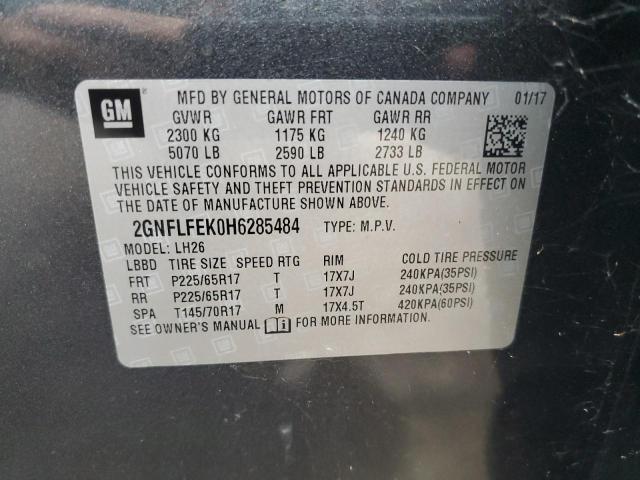 GM
MFD BY GENERAL MOTORS OF CANADA COMPANY 01/17
GVWR GAWR FRT GAWR RR
2300 KG 1175 KG 1240 KG
5070 LB 2590 LB 2733 LB
THIS VEHICLE CONFORMS TO ALL APPLICABLE U.S. FEDERAL MOTOR
VEHICLE SAFETY AND THEFT PREVENTION STANDARDS IN EFFECT ON
THE DATE OF MANUFACTURE SHOWN ABOVE.
2GNFLFEK0H6285484 TYPE: M.P.V.
MODEL: LH26
LBBD TIRE SIZE SPEED RTG RIM COLD TIRE PRESSURE
FRT P225/65R17 T 17X7J 240KPA(35PSI)
RR P225/65R17 T 17X7J 240KPA(35PSI)
SPA T145/70R17 M 17X4.5T 420KPA(60PSI)
SEE OWNER'S MANUAL FOR MORE INFORMATION.